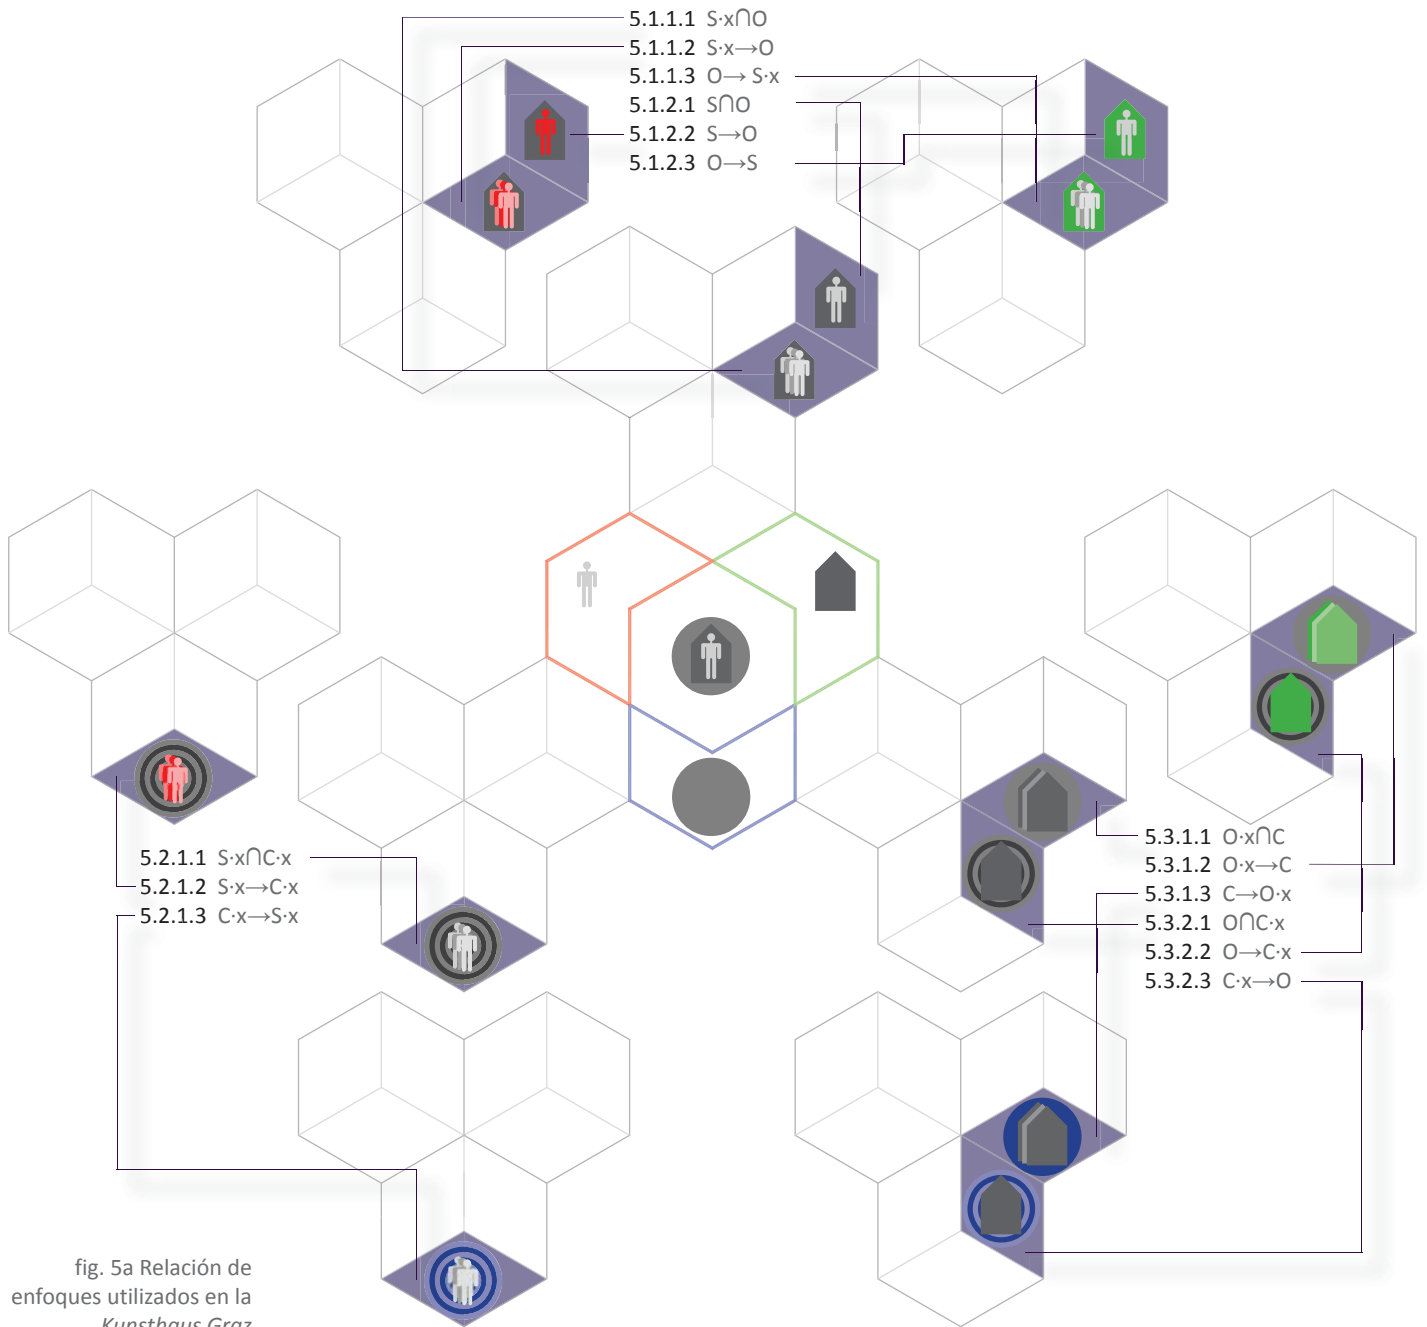 5.1.1.1 S·x∩O
5.1.1.2 S·x→O
5.1.1.3 O→ S·x
5.1.2.1 S∩O
5.1.2.2 S→O
5.1.2.3 O→S
5.2.1.1 S·x∩C·x
5.2.1.2 S·x→C·x
5.2.1.3 C·x→S·x
5.3.1.1 O·x∩C
5.3.1.2 O·x→C
5.3.1.3 C→O·x
5.3.2.1 O∩C·x
5.3.2.2 O→C·x
5.3.2.3 C·x→O
fig. 5a Relación de
enfoques utilizados en la
Kunsthaus Graz